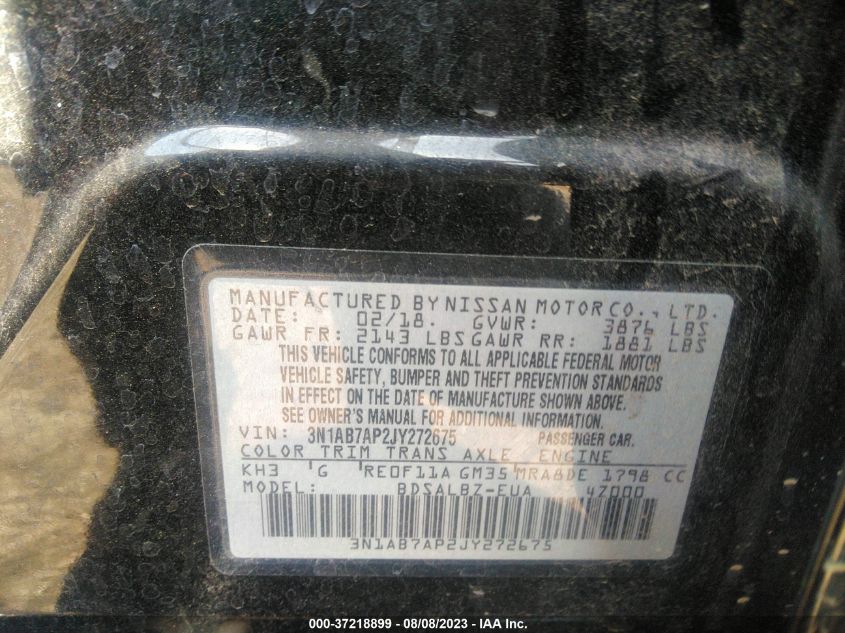 MANUFACTURED BY NISSAN MOTOR CO., LTD.
DATE: 02/18. GVWR: 3876 LBS
GAWR FR: 2143 LBS GAWR RR: 1881 LBS
THIS VEHICLE CONFORMS TO ALL APPLICABLE FEDERAL MOTOR
VEHICLE SAFETY, BUMPER AND THEFT PREVENTION STANDARDS
IN EFFECT ON THE DATE OF MANUFACTURE SHOWN ABOVE.
SEE OWNER'S MANUAL FOR ADDITIONAL INFORMATION.
VIN: 3N1AB7AP2JY272675 PASSENGER CAR.
COLOR TRIM TRANS AXLE ENGINE
KH3 G RE0F11A GM35 MRA8DE 1798 CC
MODEL: BDSALBZ-EUA 4Z000
3N1AB7AP2JY272675
000-37218899 — 08/08/2023 — IAA Inc.